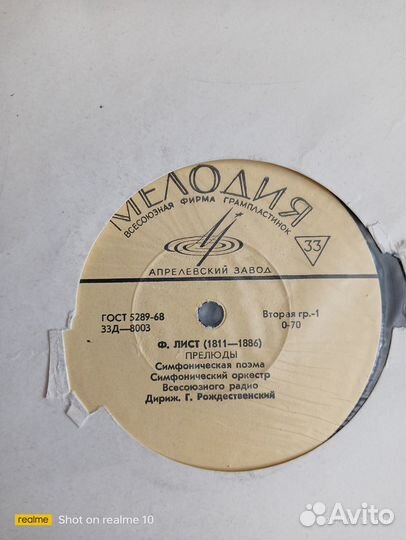 МЕЛОДИЯ
ВСЕСОЮЗНАЯ ФИРМА ГРАМПЛАСТИНОК
33
АПРЕЛЕВСКИЙ ЗАВОД
ГОСТ 5289-68
33Д—8003
Вторая гр.-1
0-70
Ф. ЛИСТ (1811—1886)
ПРЕЛЮДЫ
Симфоническая поэма
Симфонический оркестр
Всесоюзного радио
Дириж. Г. Рождественский
realme
Shot on realme 10
Avito